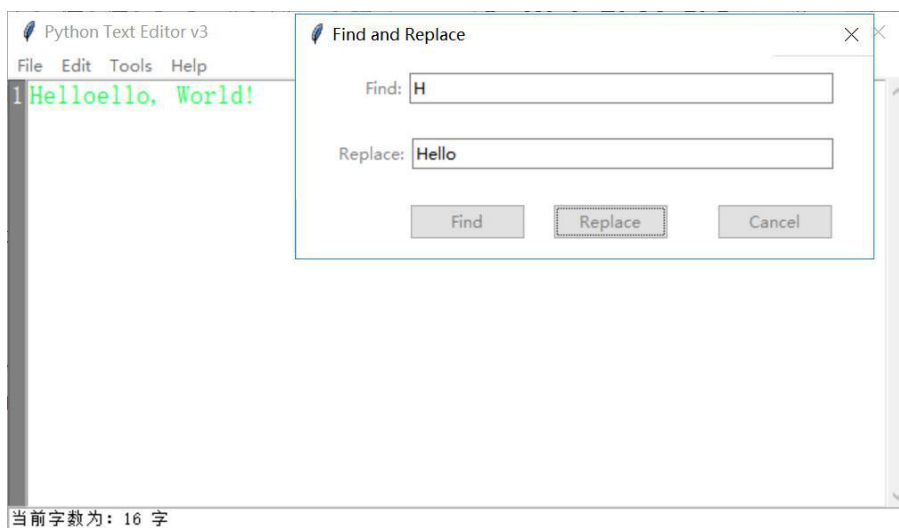 Python Text Editor v3
File Edit Tools Help
1 Helloello, World!
Find and Replace
Find: H
Replace: Hello
Find Replace Cancel
当前字数为: 16 字